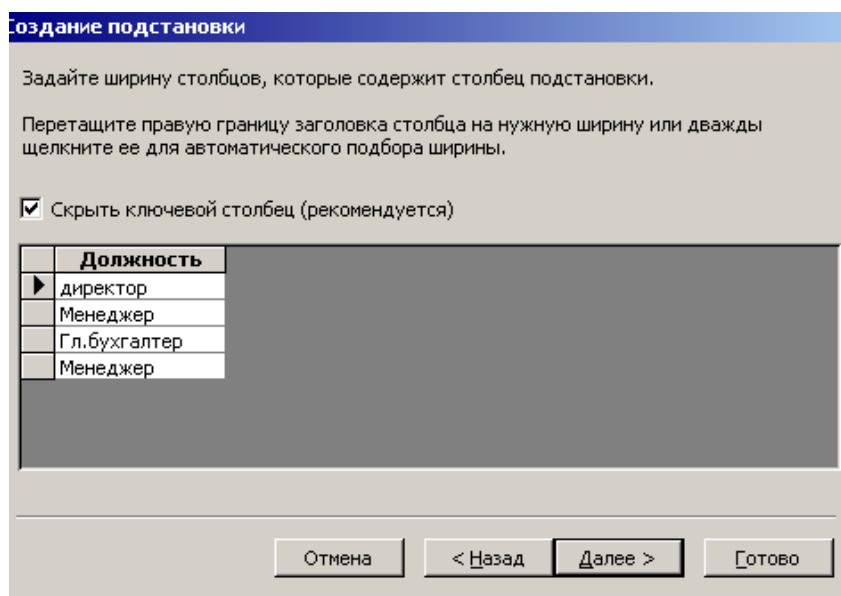 Создание подстановки
Задайте ширину столбцов, которые содержит столбец подстановки.
Перетащите правую границу заголовка столбца на нужную ширину или дважды
щелкните ее для автоматического подбора ширины.
Скрыть ключевой столбец (рекомендуется)
Должность
директор
Менеджер
Гл.бухгалтер
Менеджер
Отмена < Назад Далее > Готово